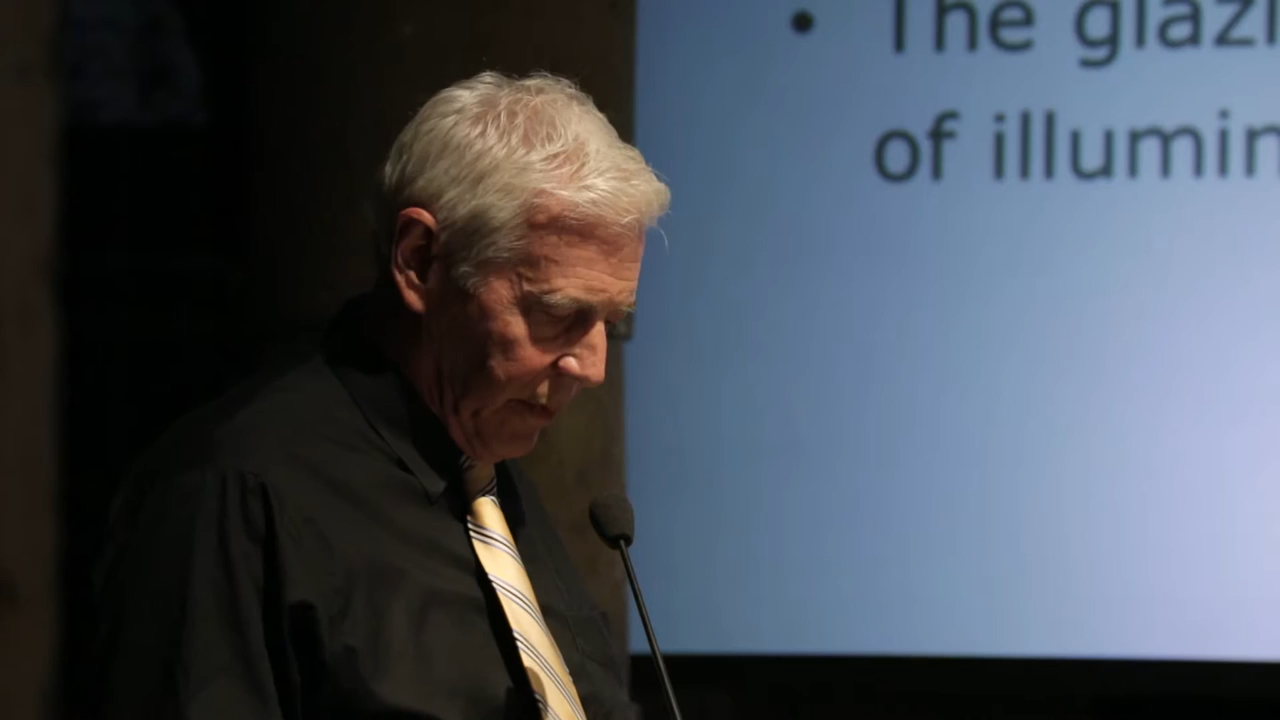 • The glazi
of illumin